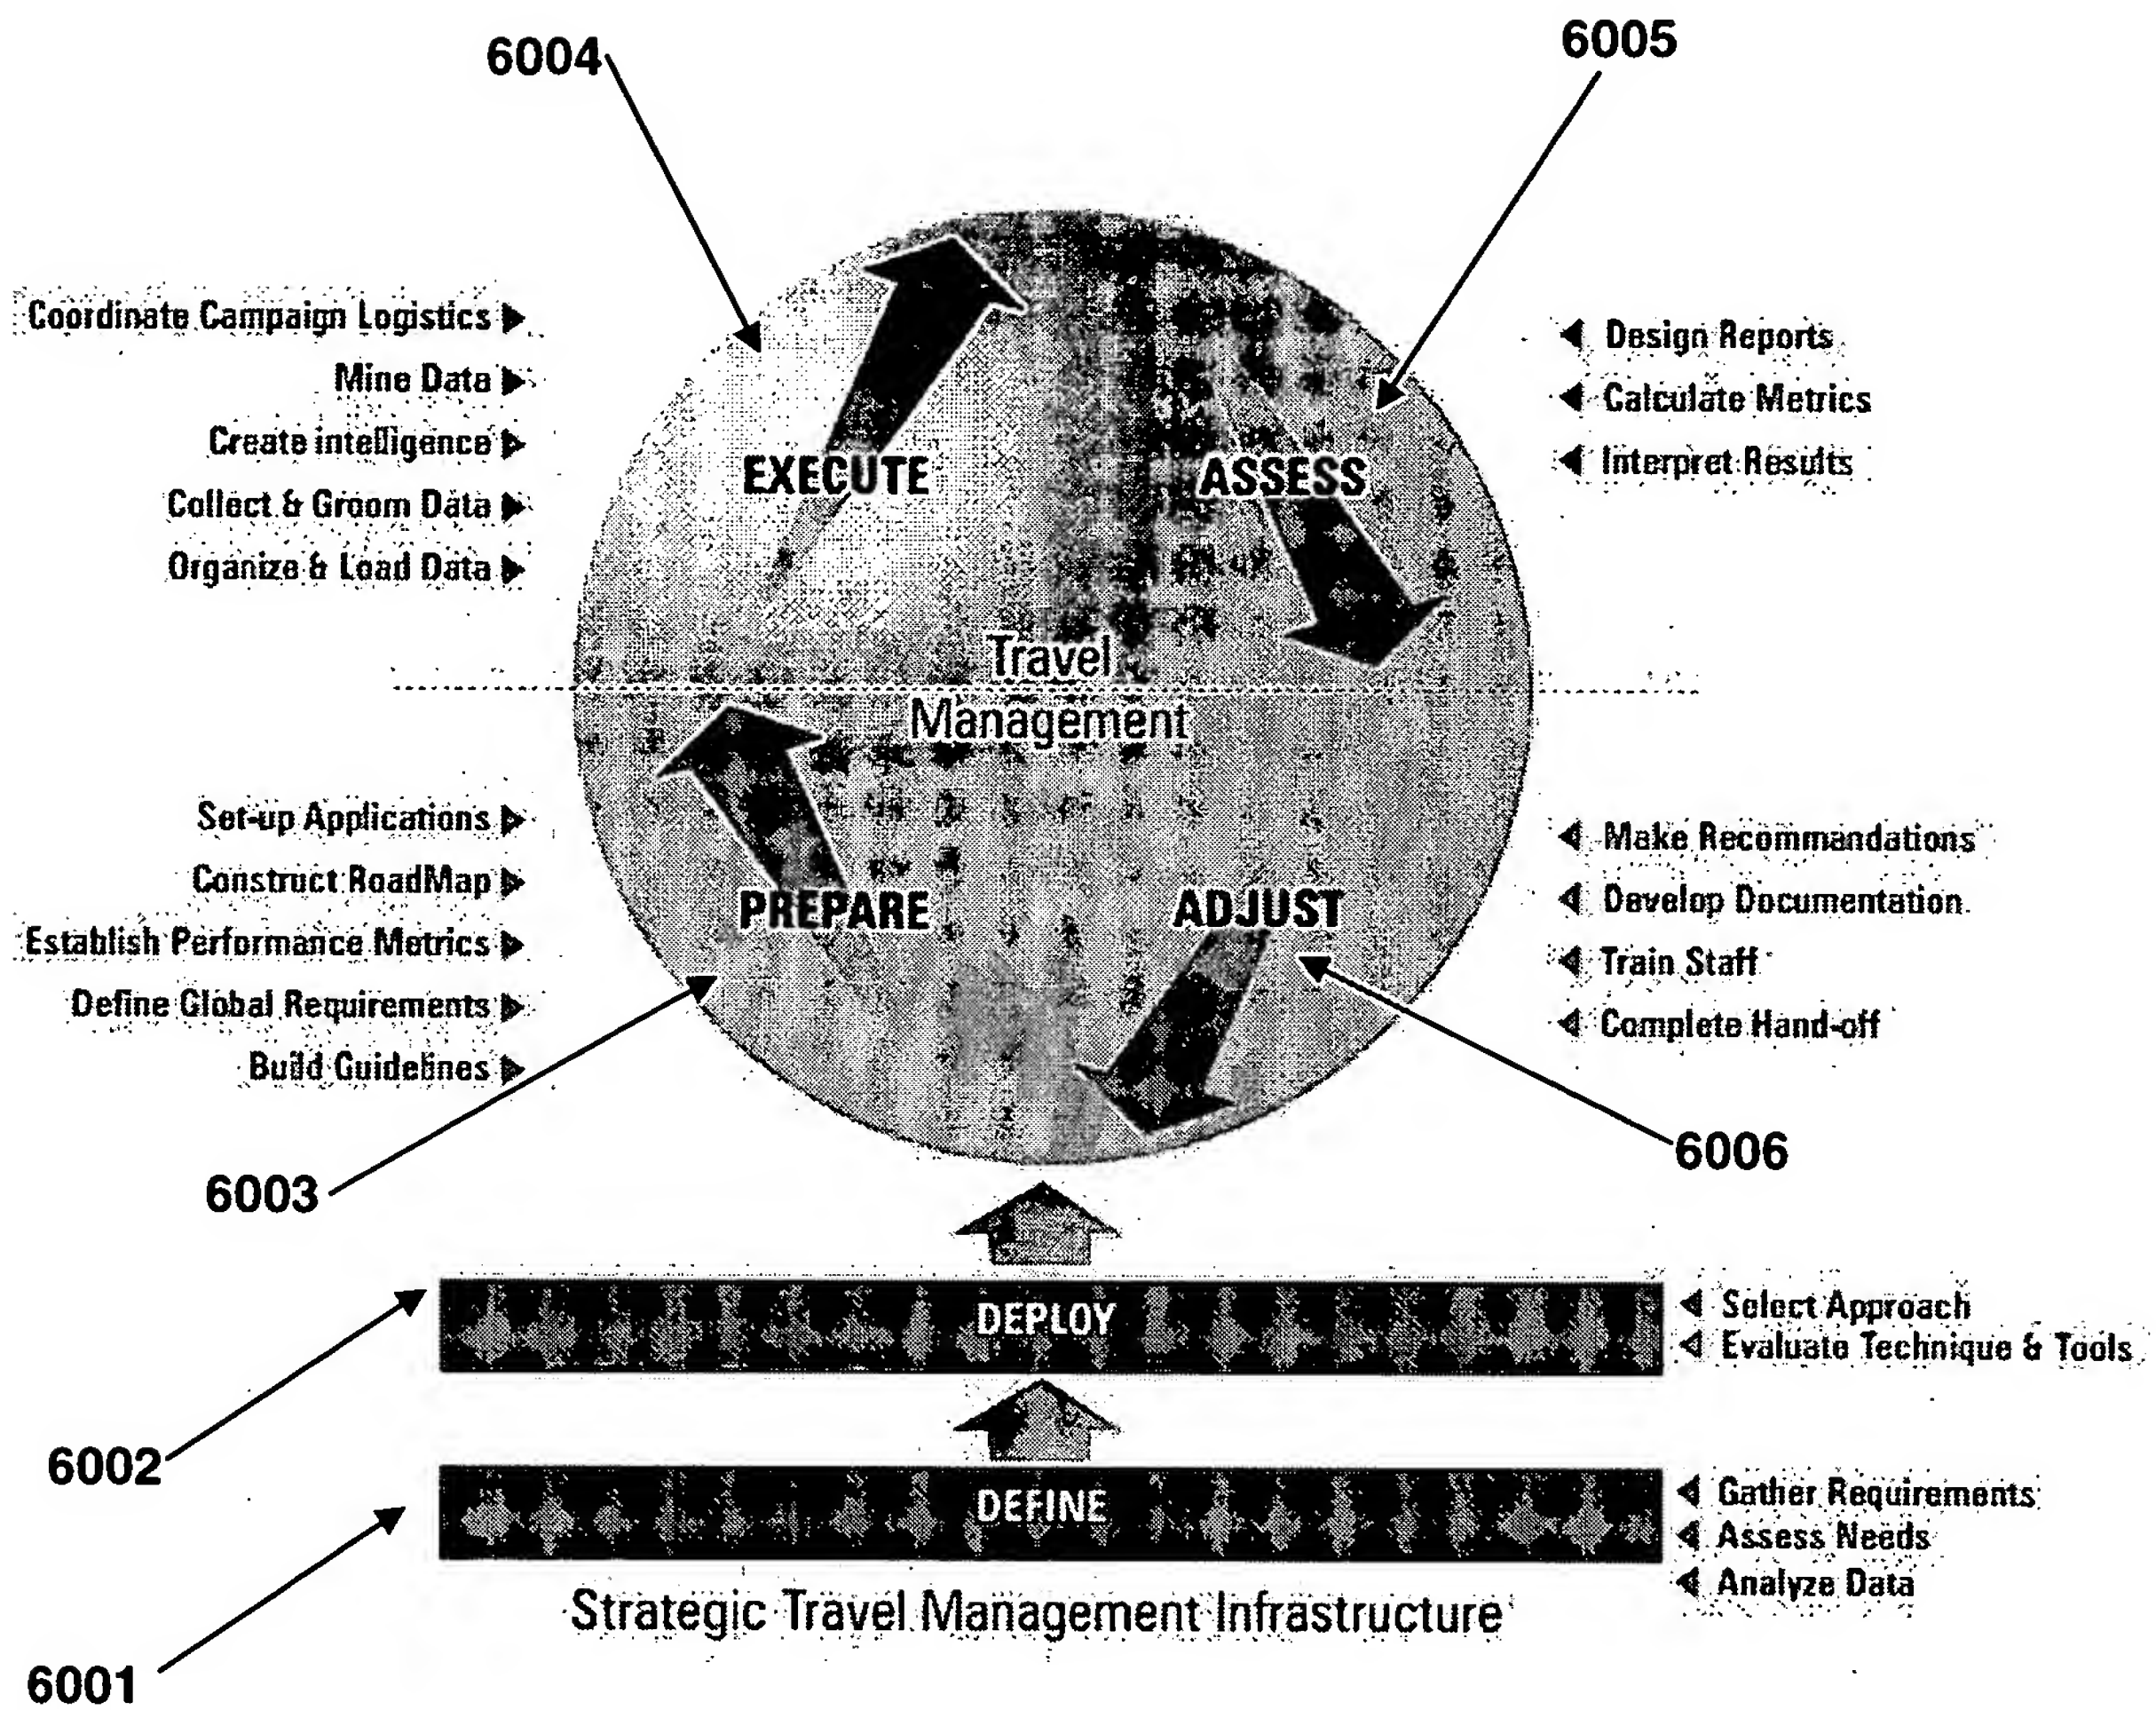 6004
6005
Coordinate Campaign Logistics
Mine Data
Create intelligence
Collect & Groom Data
Organize & Load Data
Design Reports
Calculate Metrics
Interpret Results
EXECUTE
ASSESS
Travel
Management
Set-up Applications
Construct RoadMap
Establish Performance Metrics
Define Global Requirements
Build Guidelines
PREPARE
ADJUST
Make Recommandations
Develop Documentation
Train Staff
Complete Hand-off
6003
6006
DEPLOY
Select Approach
Evaluate Technique & Tools
6002
DEFINE
Gather Requirements
Assess Needs
Analyze Data
Strategic Travel Management Infrastructure
6001